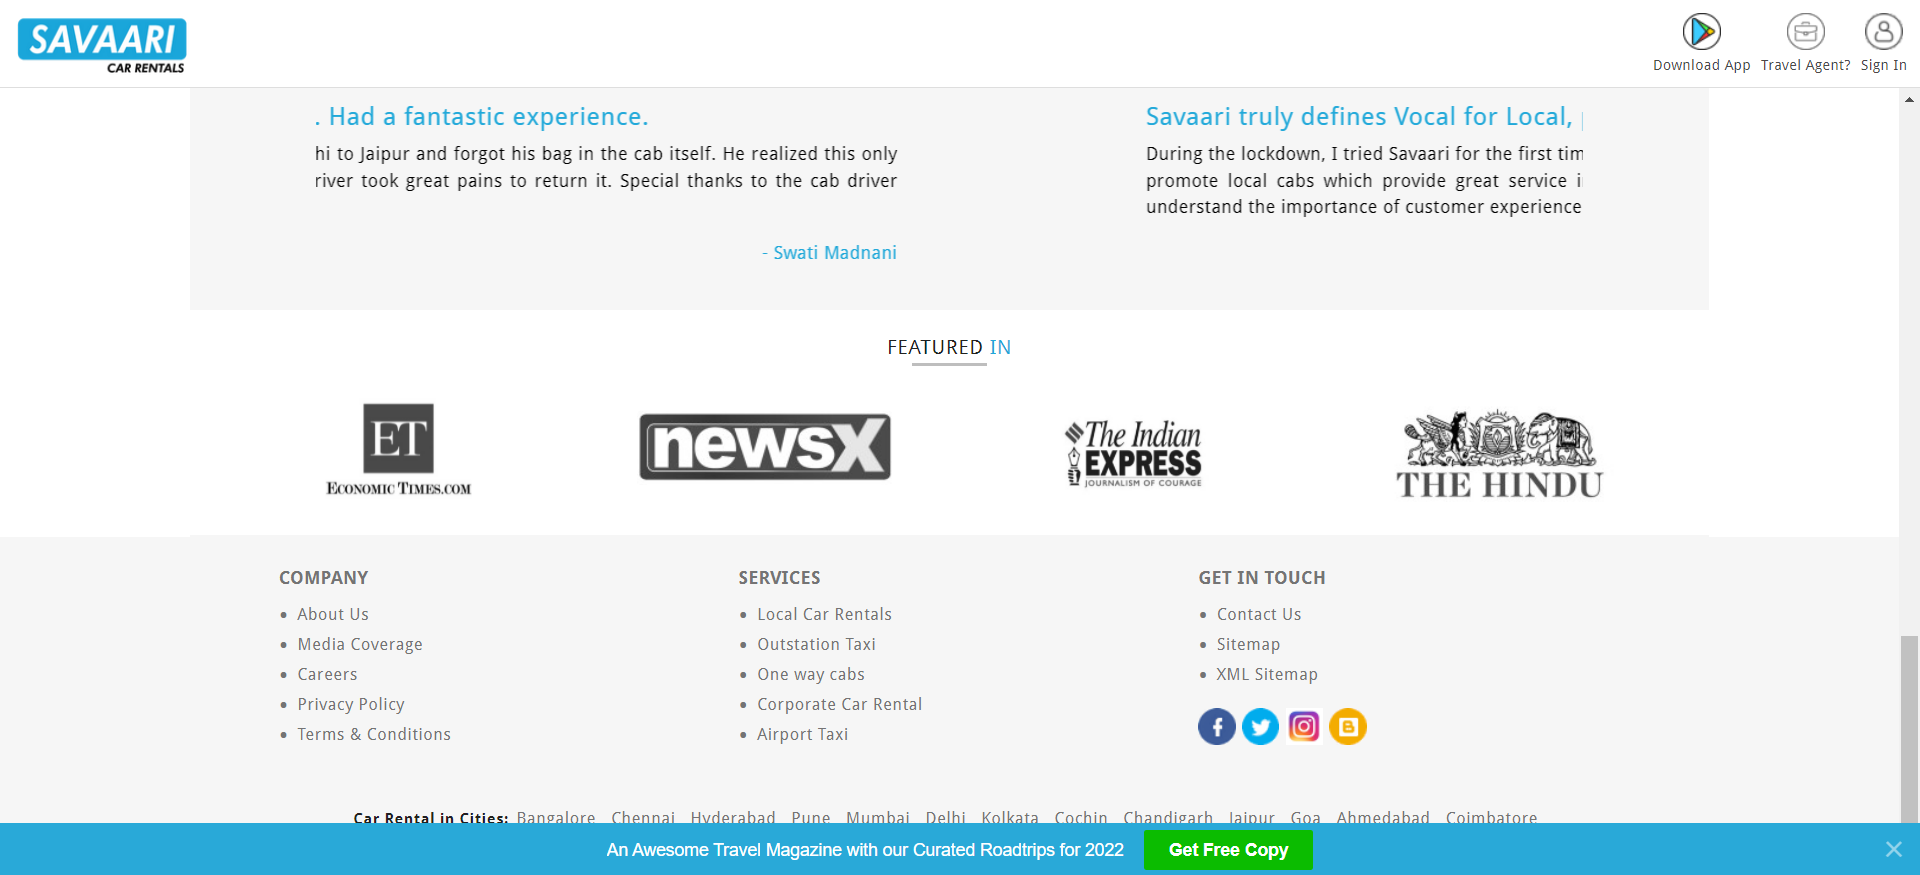 SAVAARI
CAR RENTALS
Download App
Travel Agent?
Sign In
. Had a fantastic experience.
hi to Jaipur and forgot his bag in the cab itself. He realized this only
river took great pains to return it. Special thanks to the cab driver
- Swati Madnani
Savaari truly defines Vocal for Local,
During the lockdown, I tried Savaari for the first tim
promote local cabs which provide great service i
understand the importance of customer experience
FEATURED IN
ET
ECONOMIC TIMES.COM
newsX
The Indian
EXPRESS
JOURNALISM OF COURAGE
THE HINDU
COMPANY
About Us
Media Coverage
Careers
Privacy Policy
Terms & Conditions
SERVICES
Local Car Rentals
Outstation Taxi
One way cabs
Corporate Car Rental
Airport Taxi
GET IN TOUCH
Contact Us
Sitemap
XML Sitemap
Car Rental in Cities: Bangalore Chennai Hyderabad Pune Mumbai Delhi Kolkata Cochin Chandigarh Jaipur Goa Ahmedabad Coimbatore
An Awesome Travel Magazine with our Curated Roadtrips for 2022
Get Free Copy